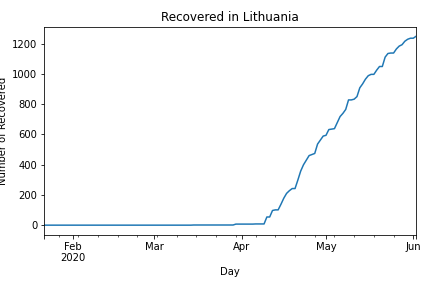 Recovered in Lithuania
Number of Recovered
1200
1000
800
600
400
200
0
Feb
2020
Mar
Apr
May
Jun
Day